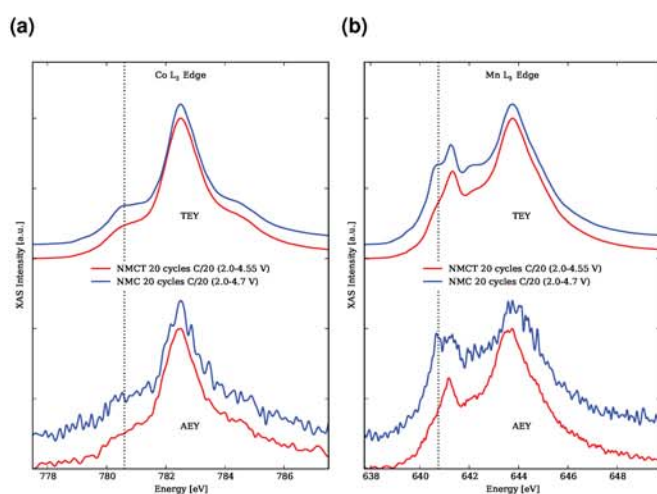 (a)
(b)
Co L₃ Edge
Mn L₃ Edge
XAS Intensity [a.u.]
XAS Intensity [a.u.]
TEY
TEY
NMCT 20 cycles C/20 (2.0-4.55 V)
NMC 20 cycles C/20 (2.0-4.7 V)
NMCT 20 cycles C/20 (2.0-4.55 V)
NMC 20 cycles C/20 (2.0-4.7 V)
AEY
AEY
778 780 782 784 786
638 640 642 644 646 648
Energy [eV]
Energy [eV]